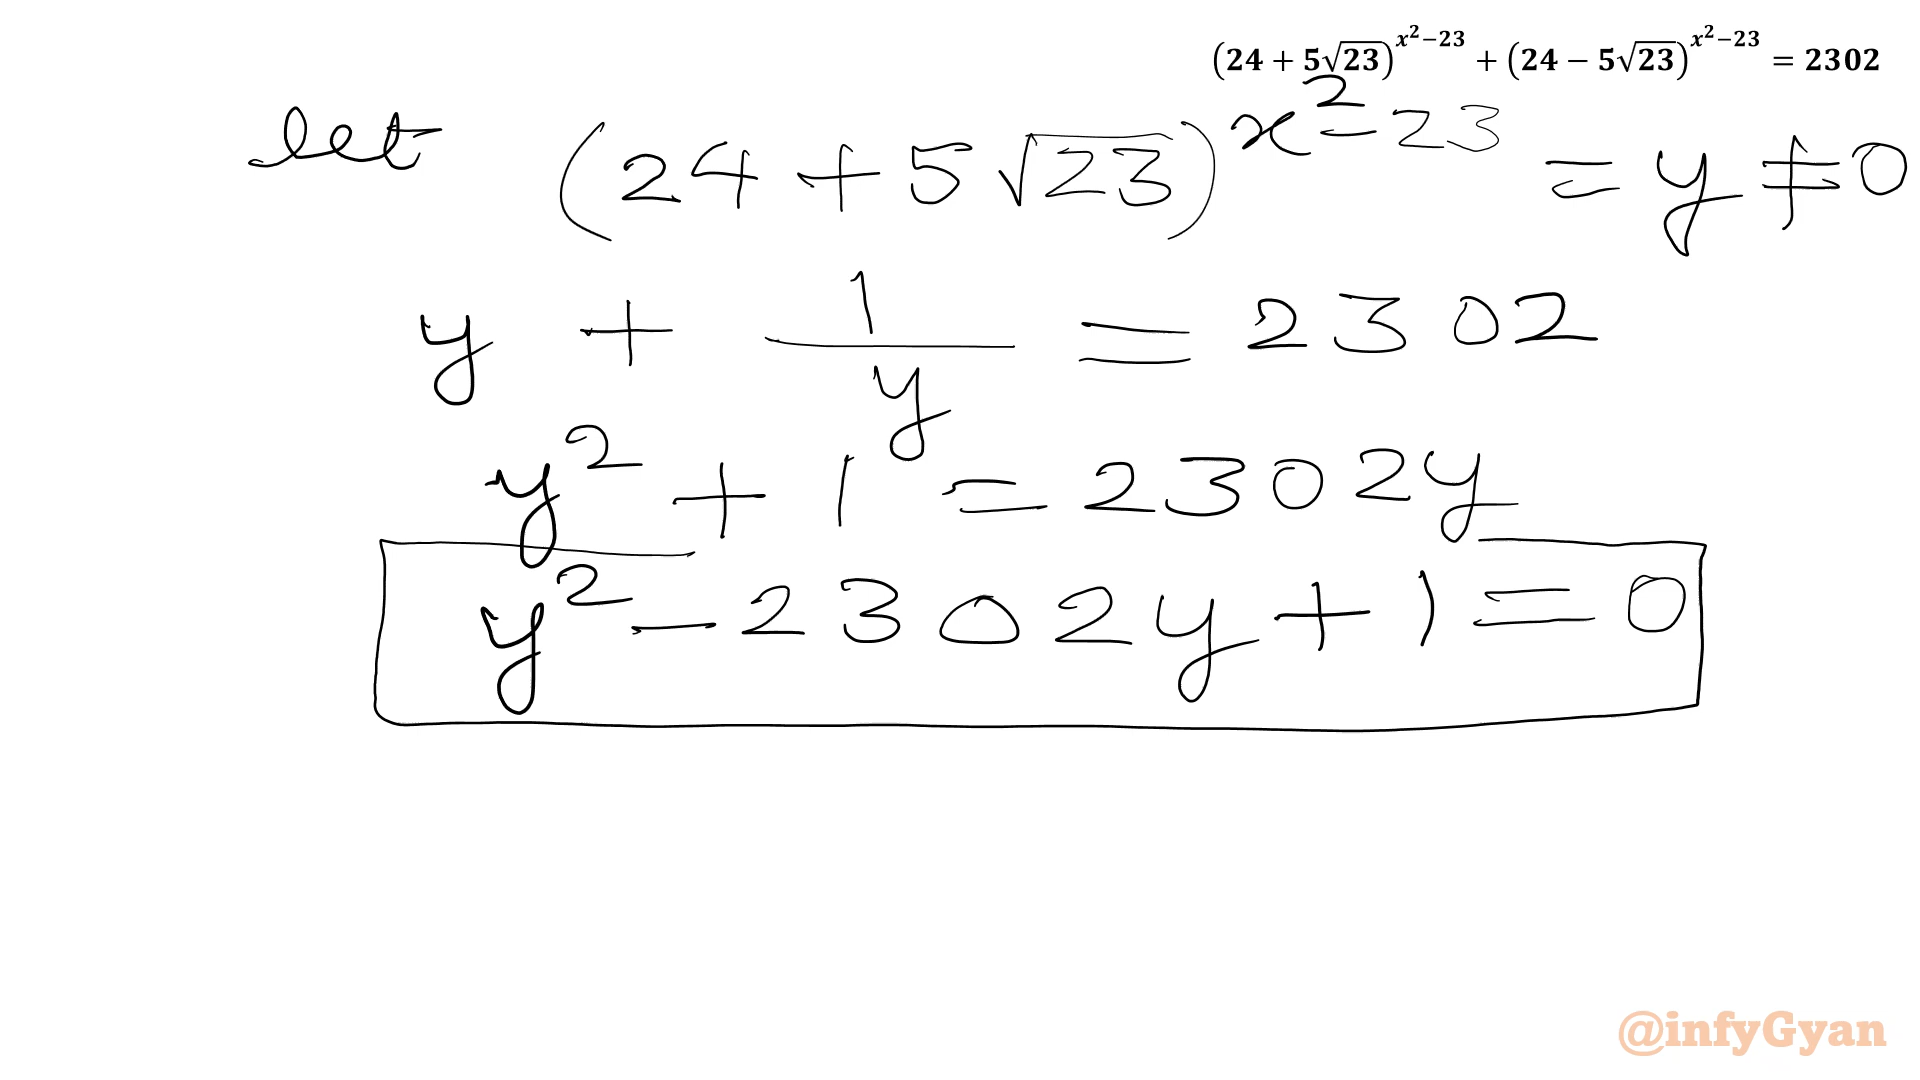 (24 + 5√23)^(x²−23) + (24 − 5√23)^(x²−23) = 2302
let (24 + 5√23)^(x²−23) = y ≠ 0
y + 1/y = 2302
y² + 1 = 2302y
y² − 2302y + 1 = 0
@infyGyan